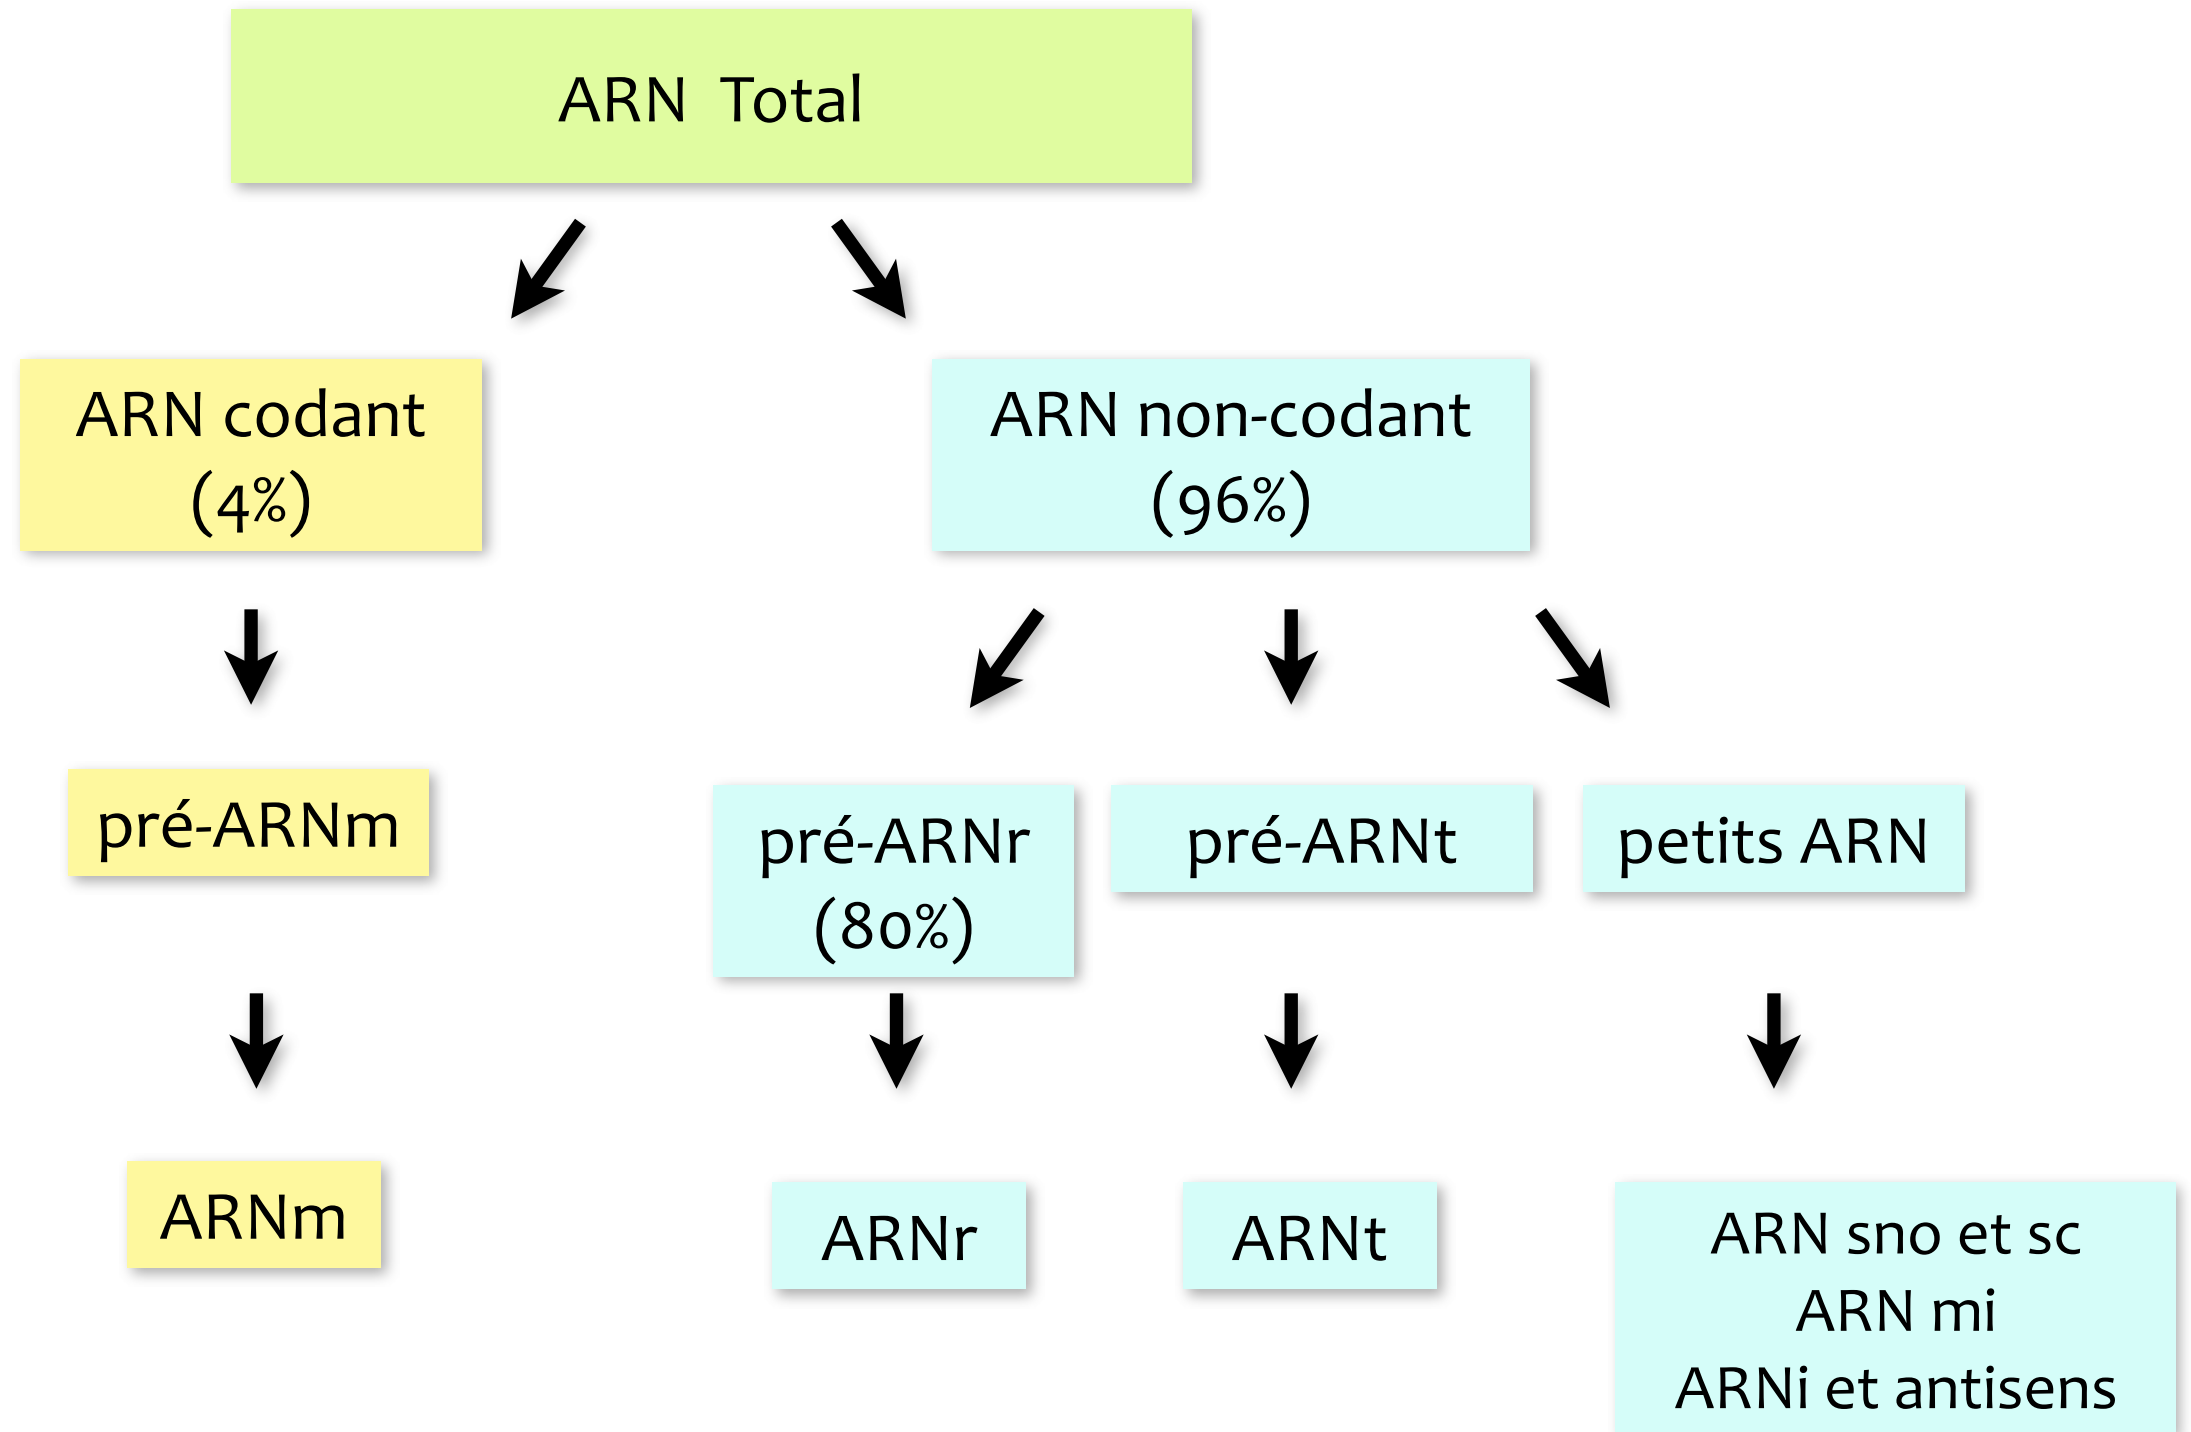 ARN Total
ARN codant
(4%)
ARN non-codant
(96%)
pré-ARNm
pré-ARNr
(80%)
pré-ARNt
petits ARN
ARNm
ARNr
ARNt
ARN sno et sc
ARN mi
ARNi et antisens